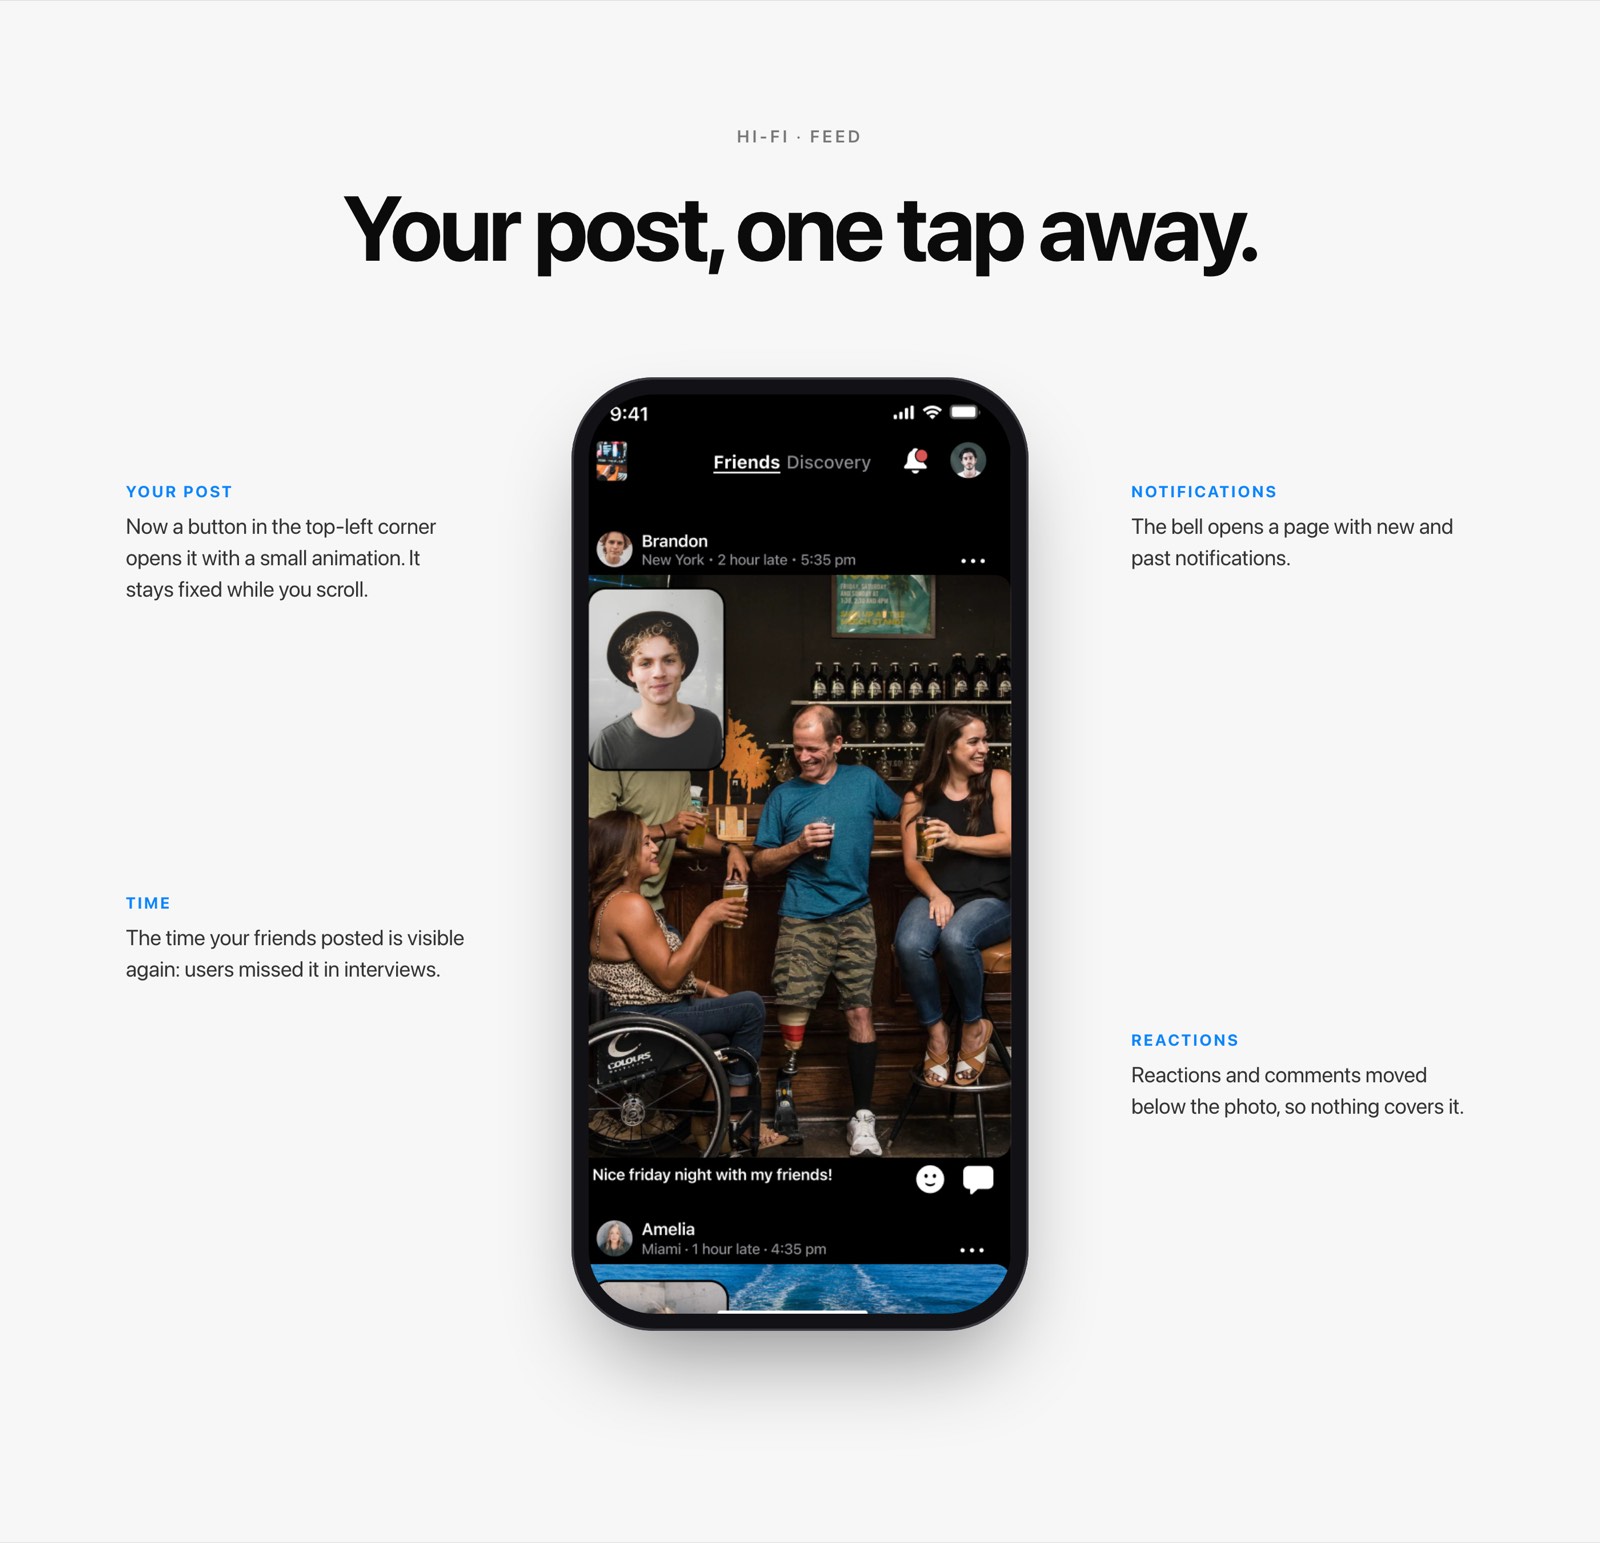 HI-FI · FEED
Your post, one tap away.
YOUR POST
Now a button in the top-left corner
opens it with a small animation. It
stays fixed while you scroll.
TIME
The time your friends posted is visible
again: users missed it in interviews.
9:41
Friends Discovery
Brandon
New York • 2 hour late • 5:35 pm
COLOURS
Nice friday night with my friends!
Amelia
Miami · 1 hour late · 4:35 pm
NOTIFICATIONS
The bell opens a page with new and
past notifications.
REACTIONS
Reactions and comments moved
below the photo, so nothing covers it.